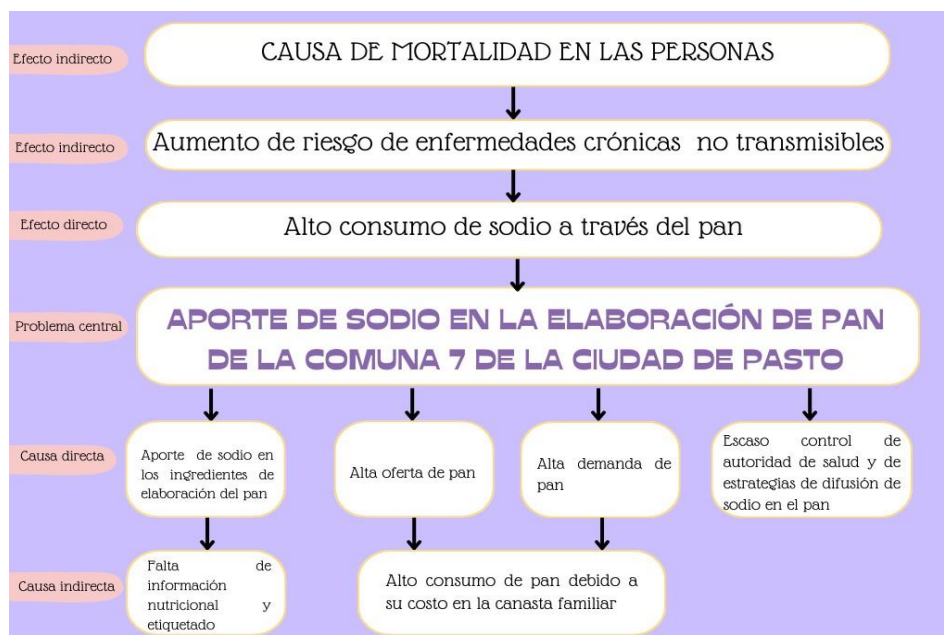 Efecto indirecto
CAUSA DE MORTALIDAD EN LAS PERSONAS
Efecto indirecto
Aumento de riesgo de enfermedades crónicas no transmisibles
Efecto directo
Alto consumo de sodio a través del pan
Problema central
APORTE DE SODIO EN LA ELABORACIÓN DE PAN
DE LA COMUNA 7 DE LA CIUDAD DE PASTO
Causa directa
Aporte de sodio en
los ingredientes de
elaboración del pan
Alta oferta de pan
Alta demanda de
pan
Escaso control de
autoridad de salud y de
estrategias de difusión de
sodio en el pan
Causa indirecta
Falta de
información
nutricional y
etiquetado
Alto consumo de pan debido a
su costo en la canasta familiar